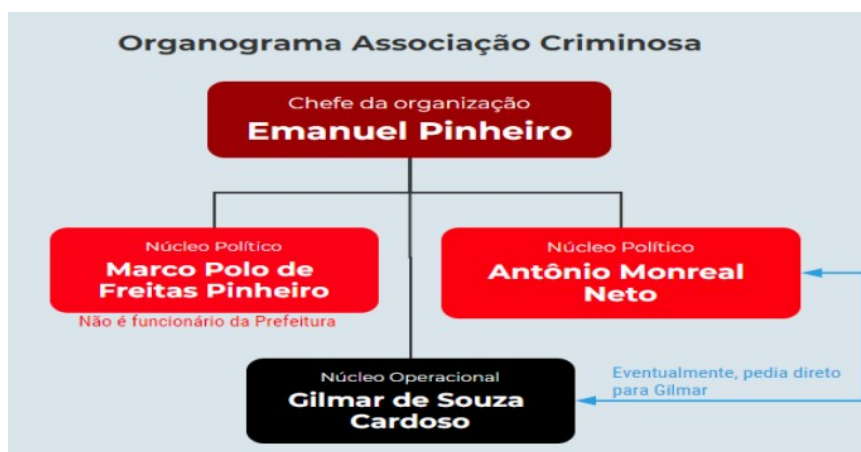 Organograma Associação Criminosa
Chefe da organização
Emanuel Pinheiro
Núcleo Político
Marco Polo de
Freitas Pinheiro
Não é funcionário da Prefeitura
Núcleo Político
Antônio Monreal
Neto
Núcleo Operacional
Gilmar de Souza
Cardoso
Eventualmente, pedia direto
para Gilmar